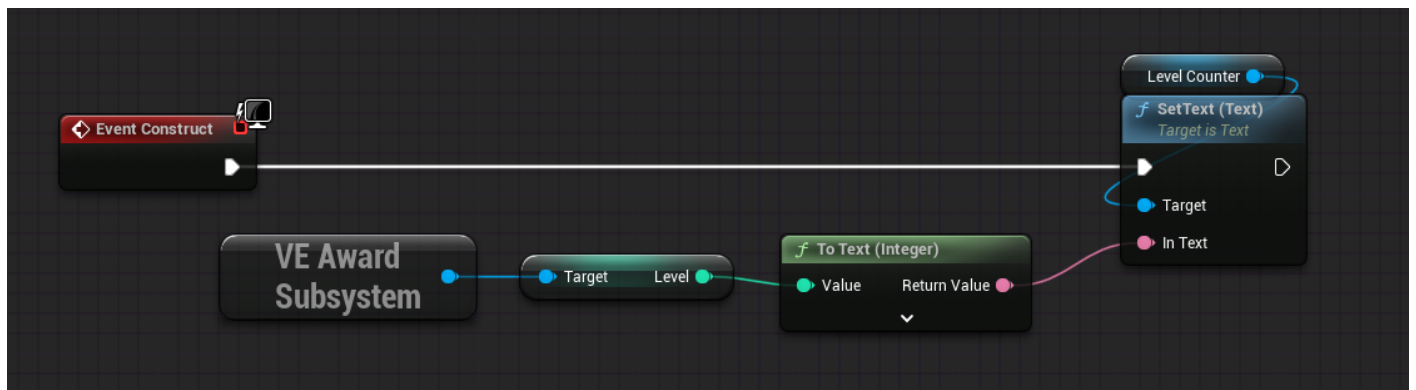 Event Construct
Level Counter
f SetText (Text)
Target is Text
Target
In Text
VE Award
Subsystem
Target Level
f To Text (Integer)
Value Return Value